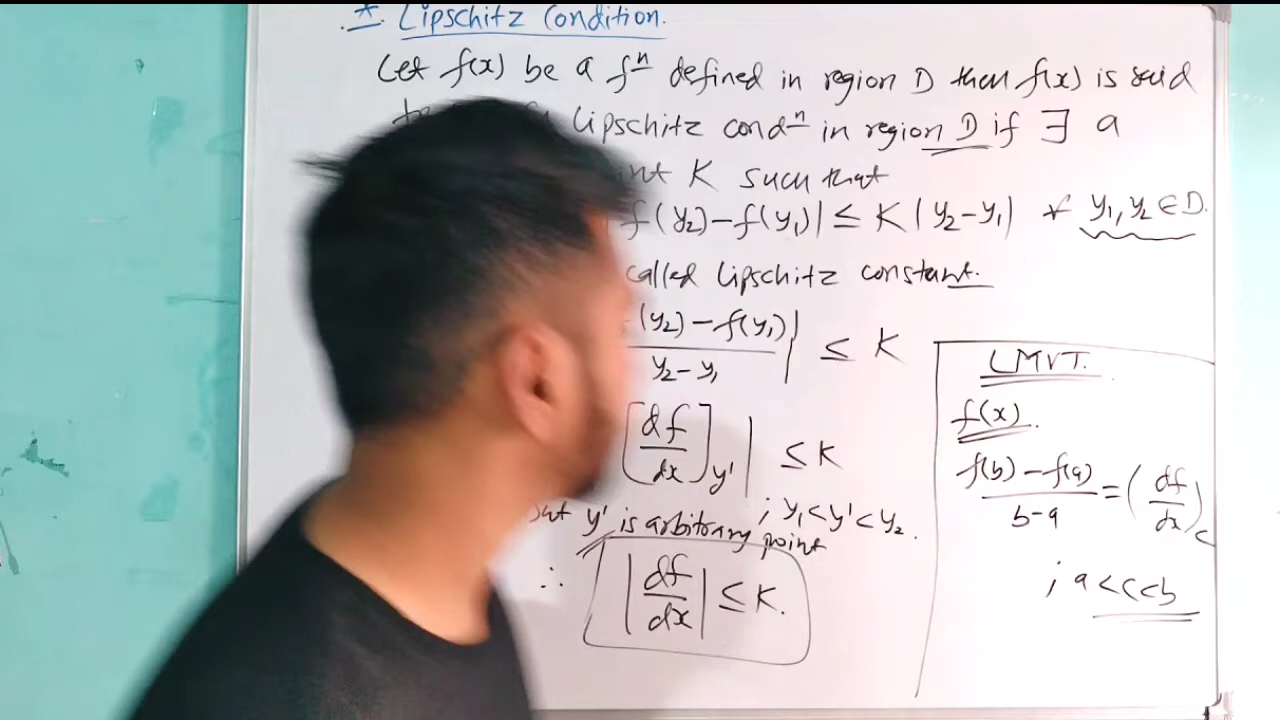 * Lipschitz Condition.
Let f(x) be a fⁿ defined in region D then f(x) is said
Lipschitz condⁿ in region D if ∃ a
K such that
f(y₂)-f(y₁)| ≤ K|y₂-y₁| ∀ y₁,y₂ ∈ D.
called Lipschitz constant.
(y₂)-f(y₁)| / y₂-y₁ | ≤ K
[df/dx]y' | ≤ K
; y₁<y'<y₂.
y' is arbitrary point
∴ |df/dx| ≤ K.
LMVT.
f(x).
f(b)-f(a) / b-a = (df/dx)c
; a<c<b